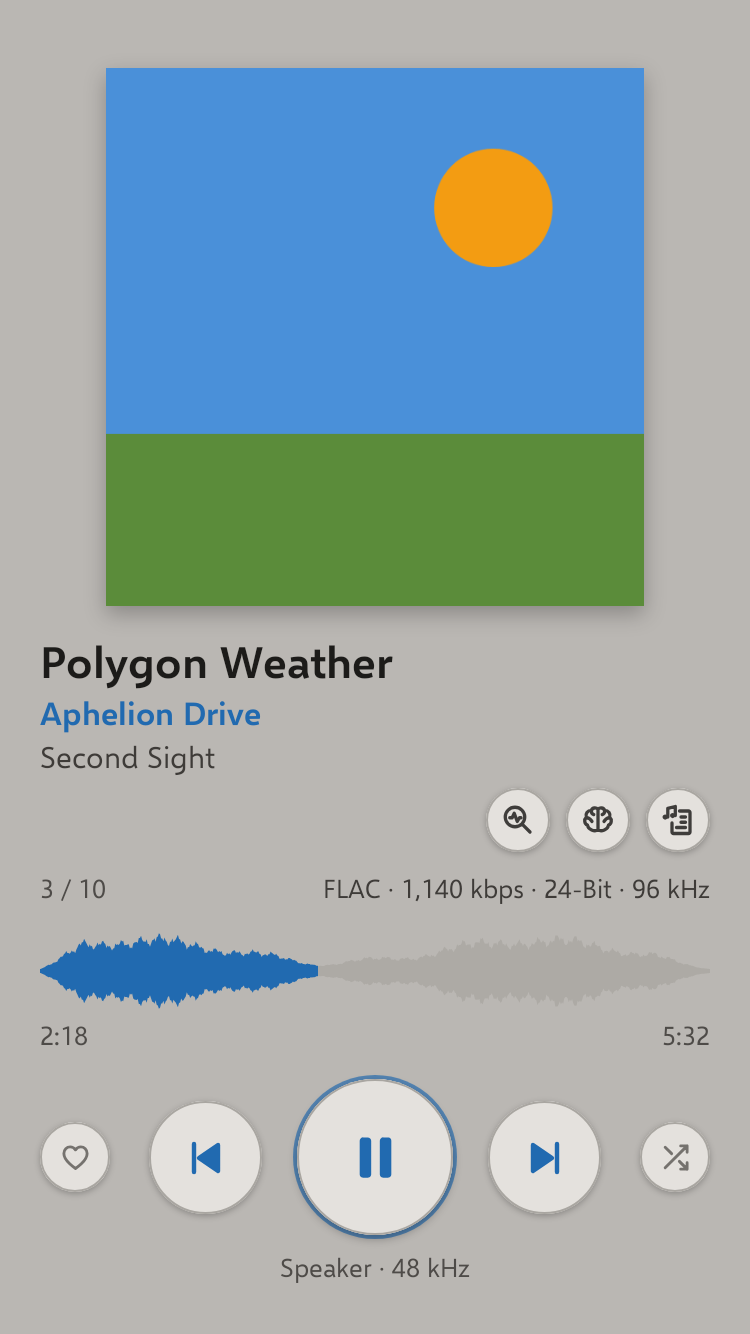 Polygon Weather
Aphelion Drive
Second Sight
3 / 10
FLAC · 1,140 kbps · 24-Bit · 96 kHz
2:18
5:32
Speaker · 48 kHz